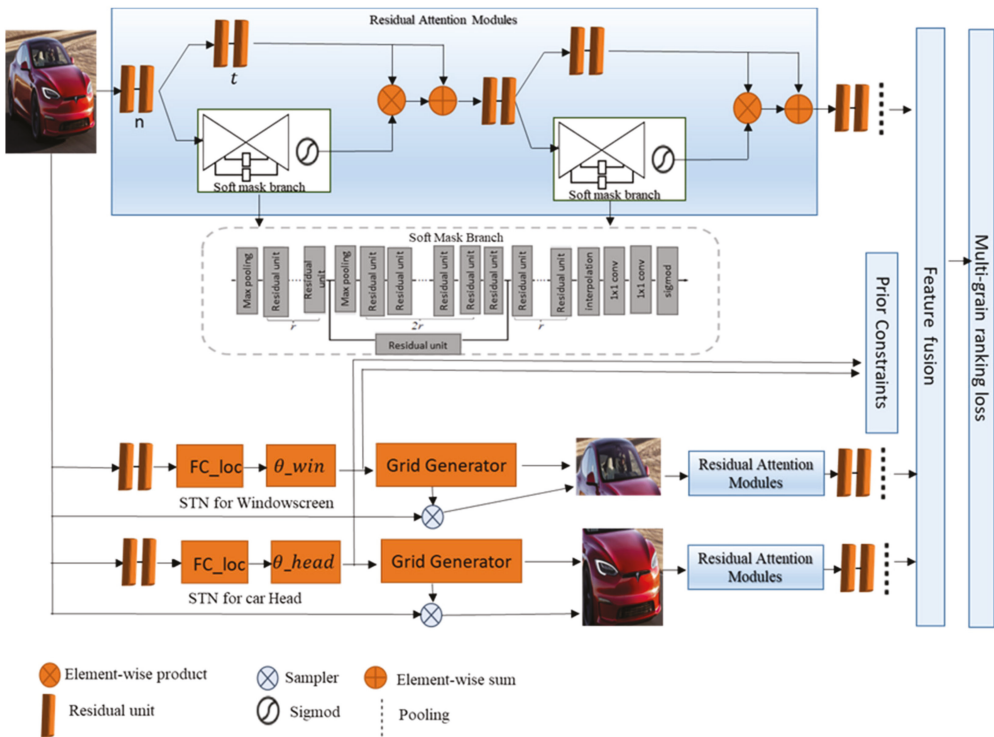 Residual Attention Modules
t
n
Soft mask branch
Soft mask branch
Soft Mask Branch
Max pooling
Residual unit
Residual unit
Max pooling
Residual unit
Residual unit
Residual unit
Residual unit
Residual unit
Residual unit
Residual unit
interpolation
1x1 conv
1x1 conv
sigmod
r
2r
r
Residual unit
Prior Constraints
Feature fusion
Multi-grain ranking loss
FC_loc
θ_win
Grid Generator
Residual Attention
Modules
STN for Windowscreen
FC_loc
θ_head
Grid Generator
Residual Attention
Modules
STN for car Head
Element-wise product
Sampler
Element-wise sum
Residual unit
Sigmod
Pooling